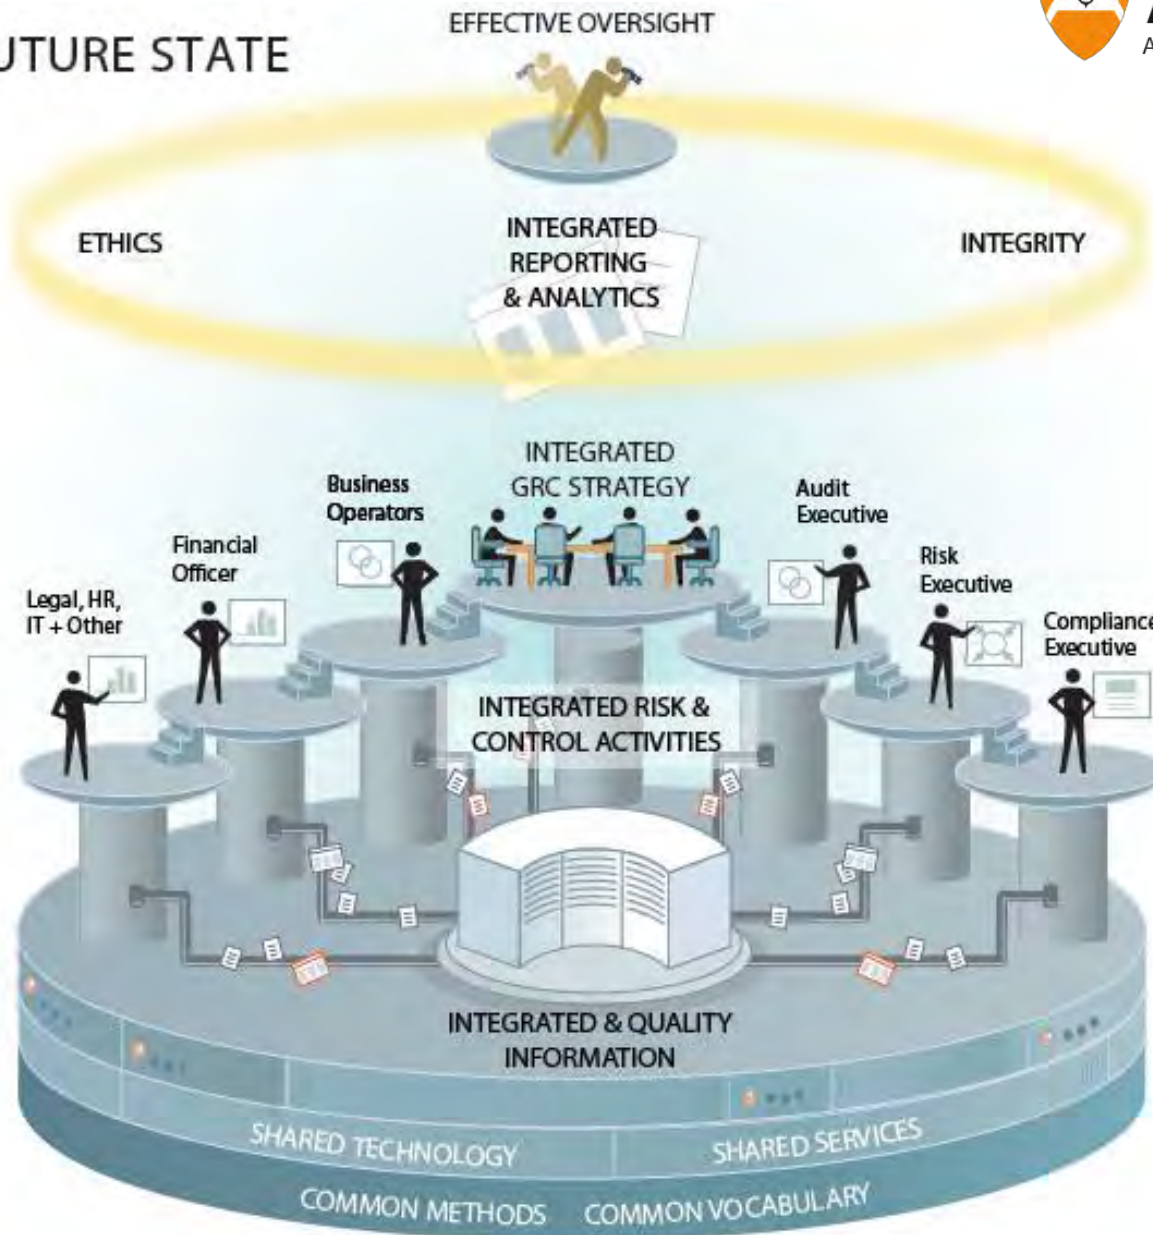 EFFECTIVE OVERSIGHT
UTURE STATE
A
ETHICS
INTEGRATED
REPORTING
& ANALYTICS
INTEGRITY
INTEGRATED
GRC STRATEGY
Business
Operators
Audit
Executive
Financial
Officer
Risk
Executive
Legal, HR,
IT + Other
Compliance
Executive
INTEGRATED RISK &
CONTROL ACTIVITIES
INTEGRATED & QUALITY
INFORMATION
SHARED TECHNOLOGY
SHARED SERVICES
COMMON METHODS
COMMON VOCABULARY